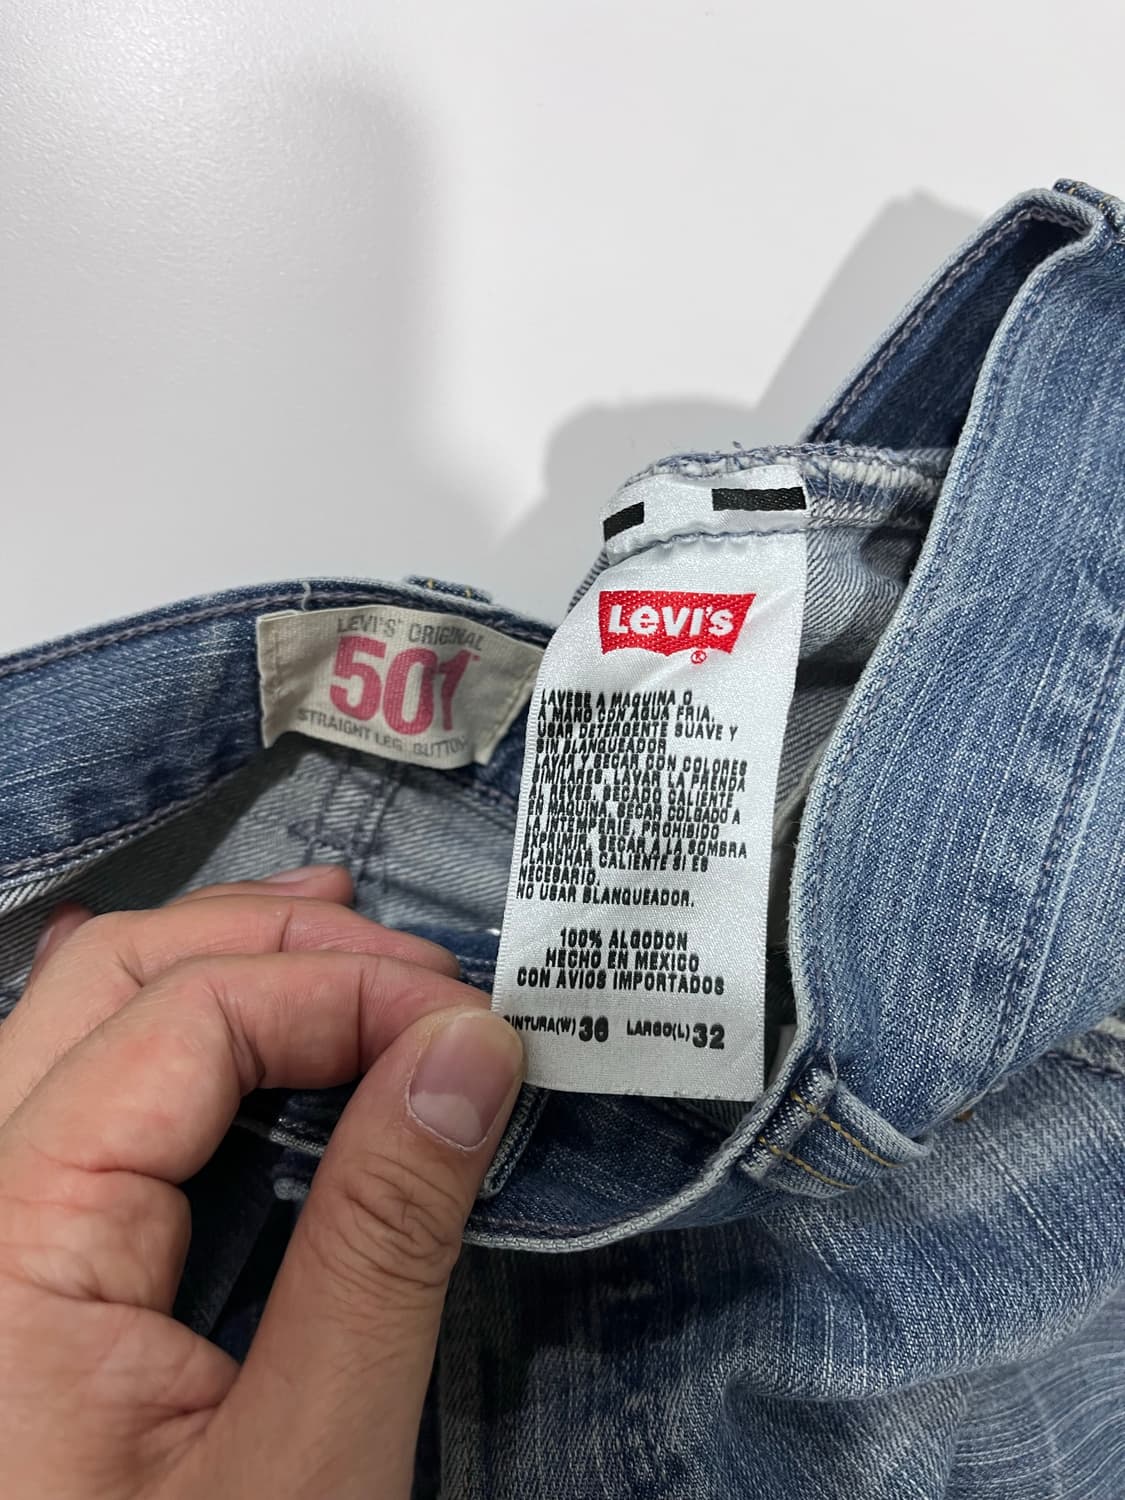 LEVI'S® ORIGINAL
501
STRAIGHT LEG BUTTON
LEVI'S
®
LAVESE A MAQUINA O
A MANO CON AGUA FRIA.
USAR DETERGENTE SUAVE Y
SIN BLANQUEADOR
LAVAR Y SECAR CON COLORES
SIMILARES. LAVAR LA PRENDA
AL REVES. SECADO CALIENTE
EN MAQUINA. SECAR COLGADO A
LA INTEMPERIE. PROHIBIDO
EXPRIMIR. SECAR A LA SOMBRA
PLANCHAR CALIENTE SI ES
NECESARIO.
NO USAR BLANQUEADOR.
100% ALGODON
HECHO EN MEXICO
CON AVIOS IMPORTADOS
CINTURA(W) 36 LARGO(L) 32